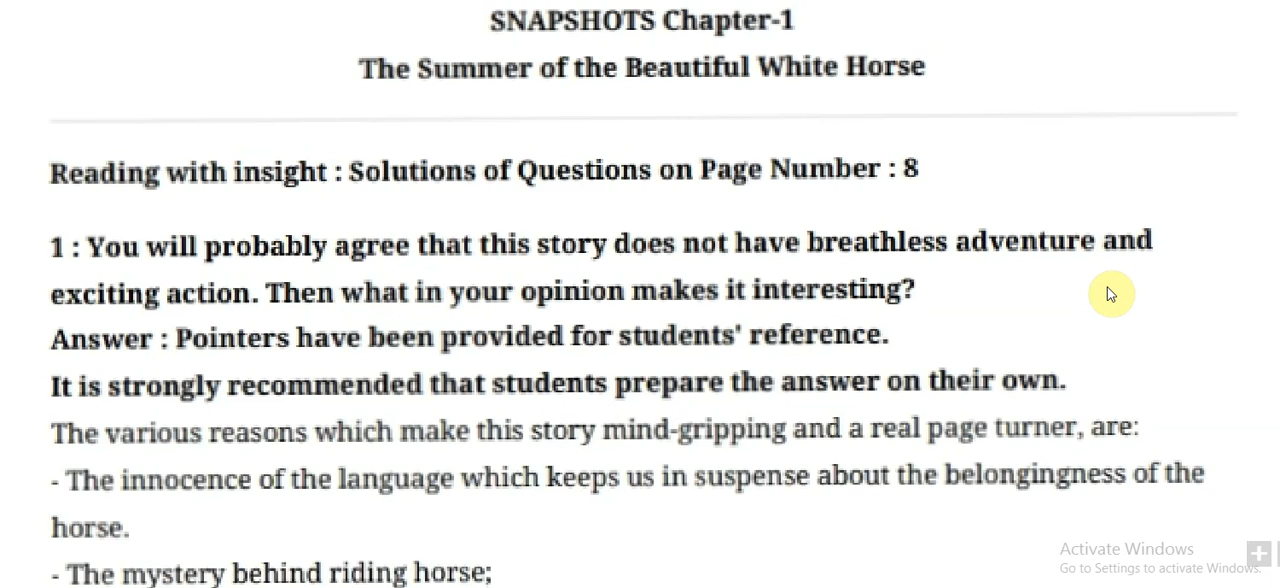 SNAPSHOTS Chapter-1
The Summer of the Beautiful White Horse
Reading with insight : Solutions of Questions on Page Number : 8
1 : You will probably agree that this story does not have breathless adventure and
exciting action. Then what in your opinion makes it interesting?
Answer : Pointers have been provided for students' reference.
It is strongly recommended that students prepare the answer on their own.
The various reasons which make this story mind-gripping and a real page turner, are:
- The innocence of the language which keeps us in suspense about the belongingness of the
horse.
- The mystery behind riding horse;
Activate Windows
Go to Settings to activate Windows.